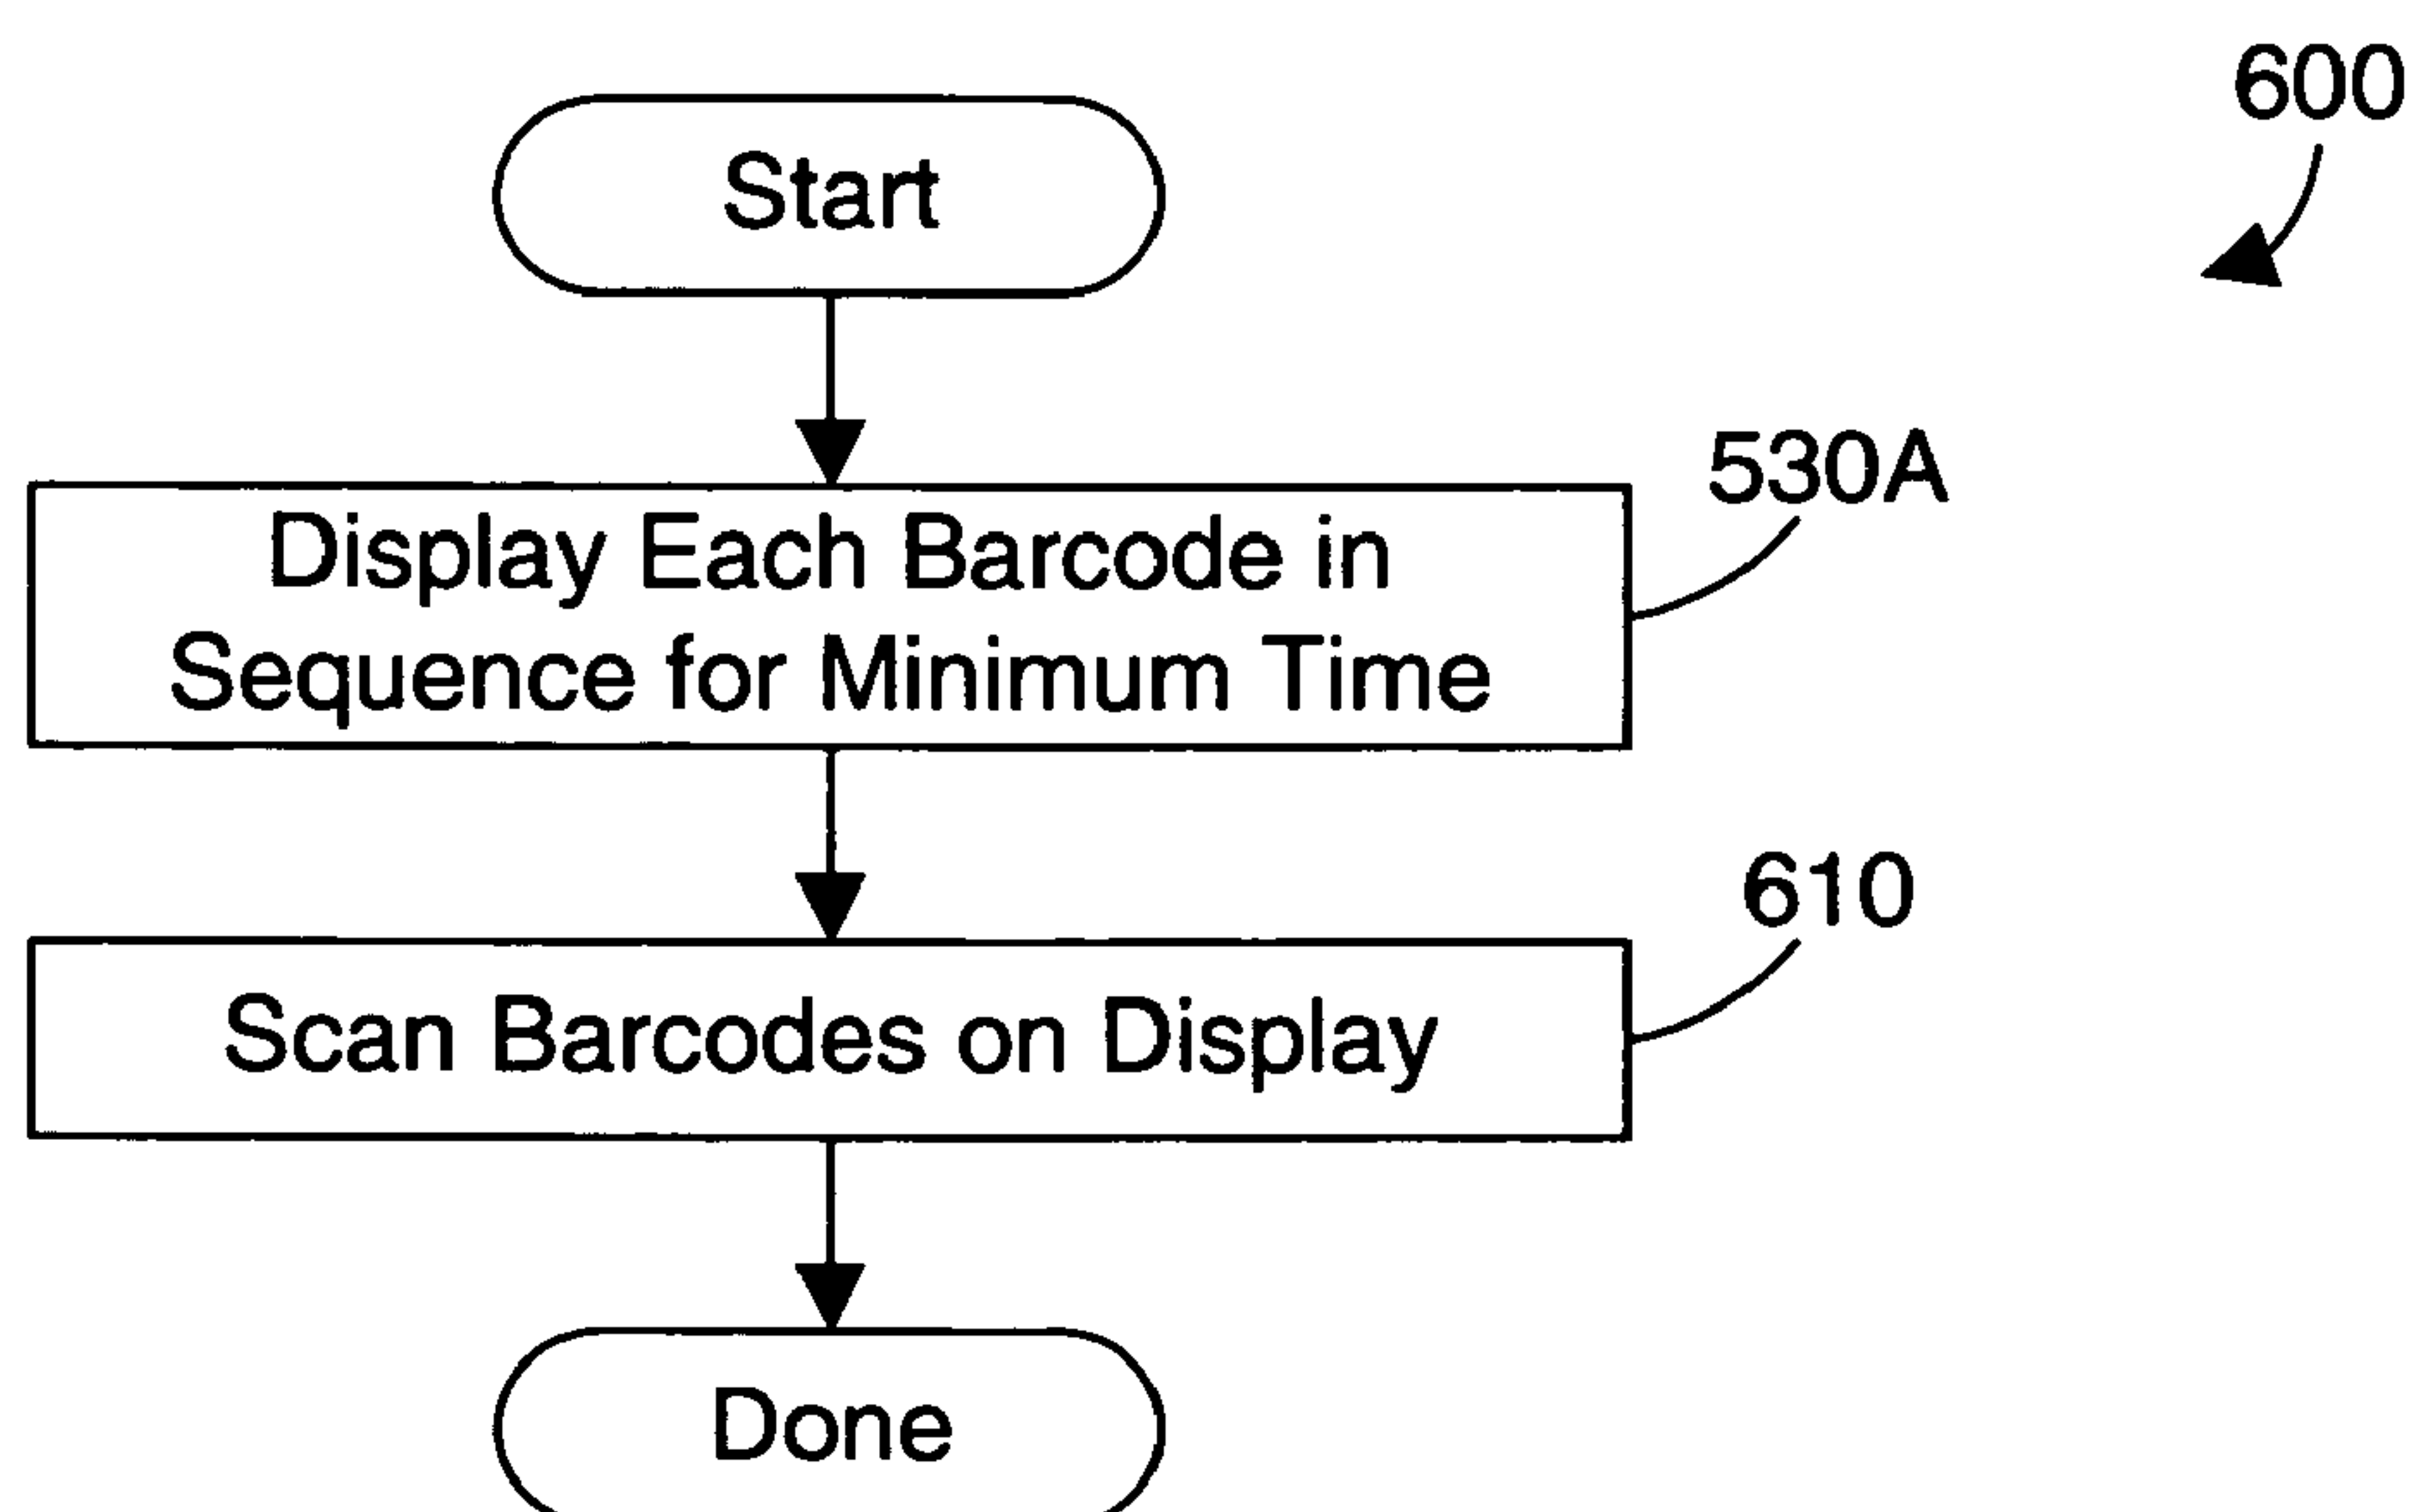 600
Start
530A
Display Each Barcode in
Sequence for Minimum Time
610
Scan Barcodes on Display
Done